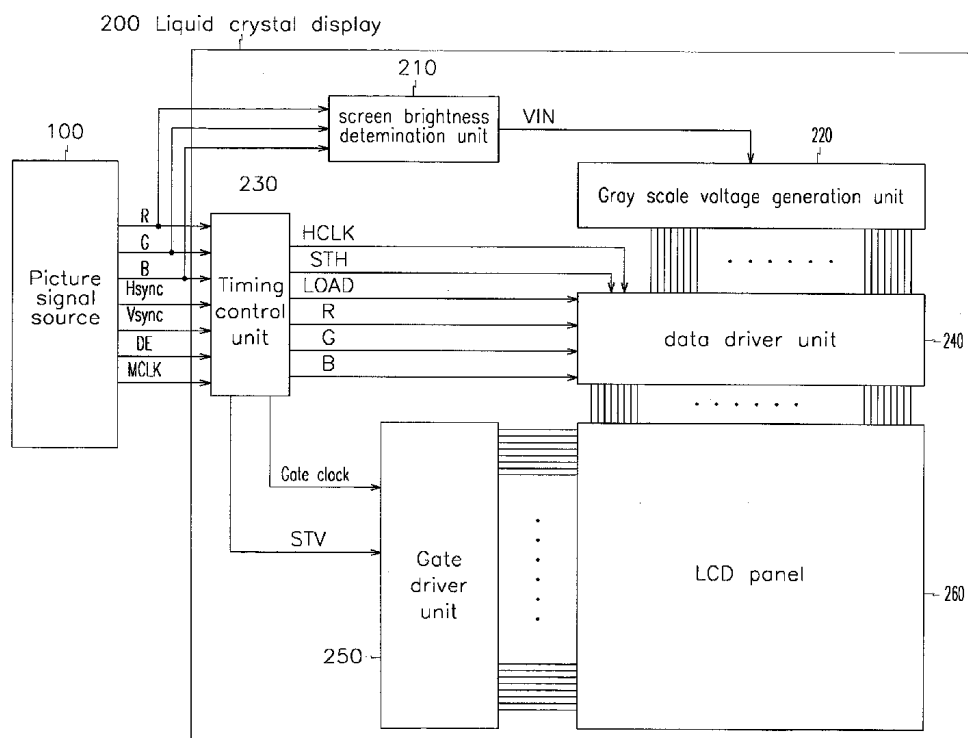 200 Liquid crystal display
210
screen brightness
detemination unit
VIN
100
220
Gray scale voltage generation unit
230
R
G
B
Hsync
Vsync
DE
MCLK
Picture
signal
source
Timing
control
unit
HCLK
STH
LOAD
R
G
B
data driver unit
240
Gate clock
STV
Gate
driver
unit
250
LCD panel
260